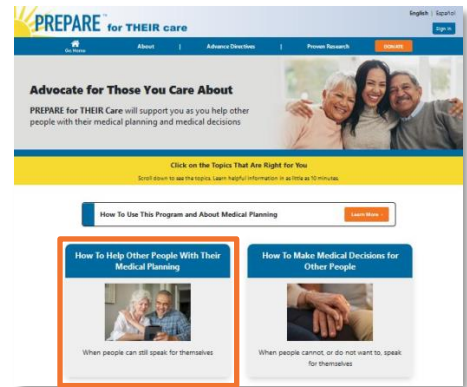 English | Español
PREPARE™ for THEIR care
Sign In
Go Home
About | Advance Directives | Proven Research
DONATE
Advocate for Those You Care About
PREPARE for THEIR Care will support you as you help other
people with their medical planning and medical decisions
Click on the Topics That Are Right for You
Scroll down to see the topics. Learn helpful information in as little as 10 minutes.
How To Use This Program and About Medical Planning
Learn More ›
How To Help Other People With Their
Medical Planning
When people can still speak for themselves
How To Make Medical Decisions for
Other People
When people cannot, or do not want to, speak
for themselves